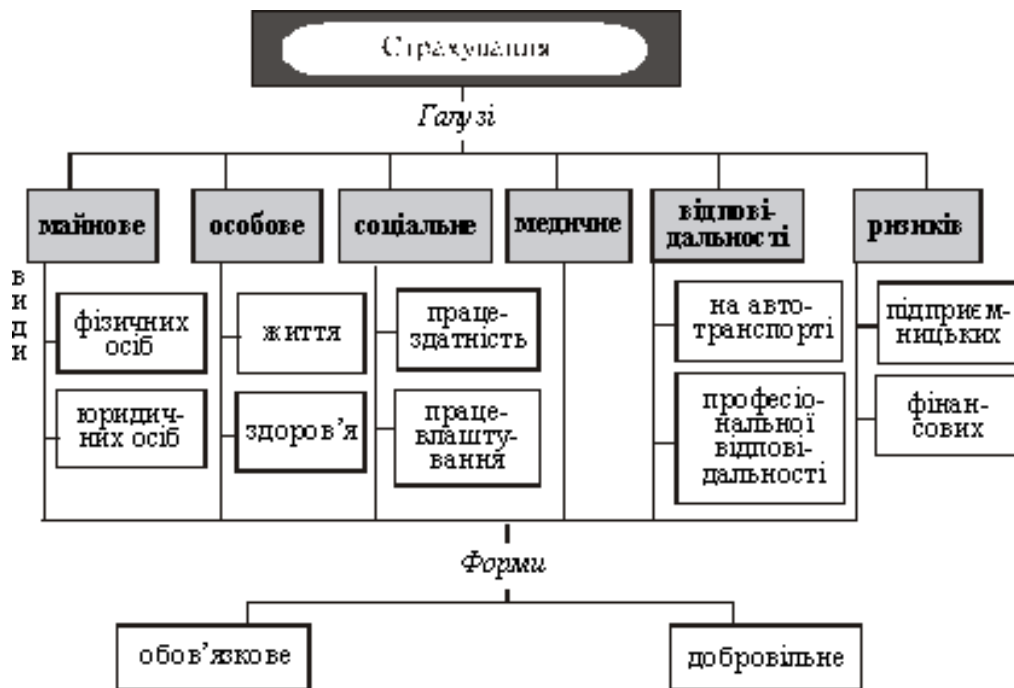 Страхування
Галузі
майнове
особове
соціальне
медичне
відпові-
дальності
ризиків
в
и
д
и
фізичних
осіб
життя
праце-
здатність
на авто-
транспорті
підприєм-
ницьких
юридич-
них осіб
здоров’я
праце-
влашту-
вання
професіо-
нальної
відпові-
дальності
фінан-
сових
Форми
обов’язкове
добровільне